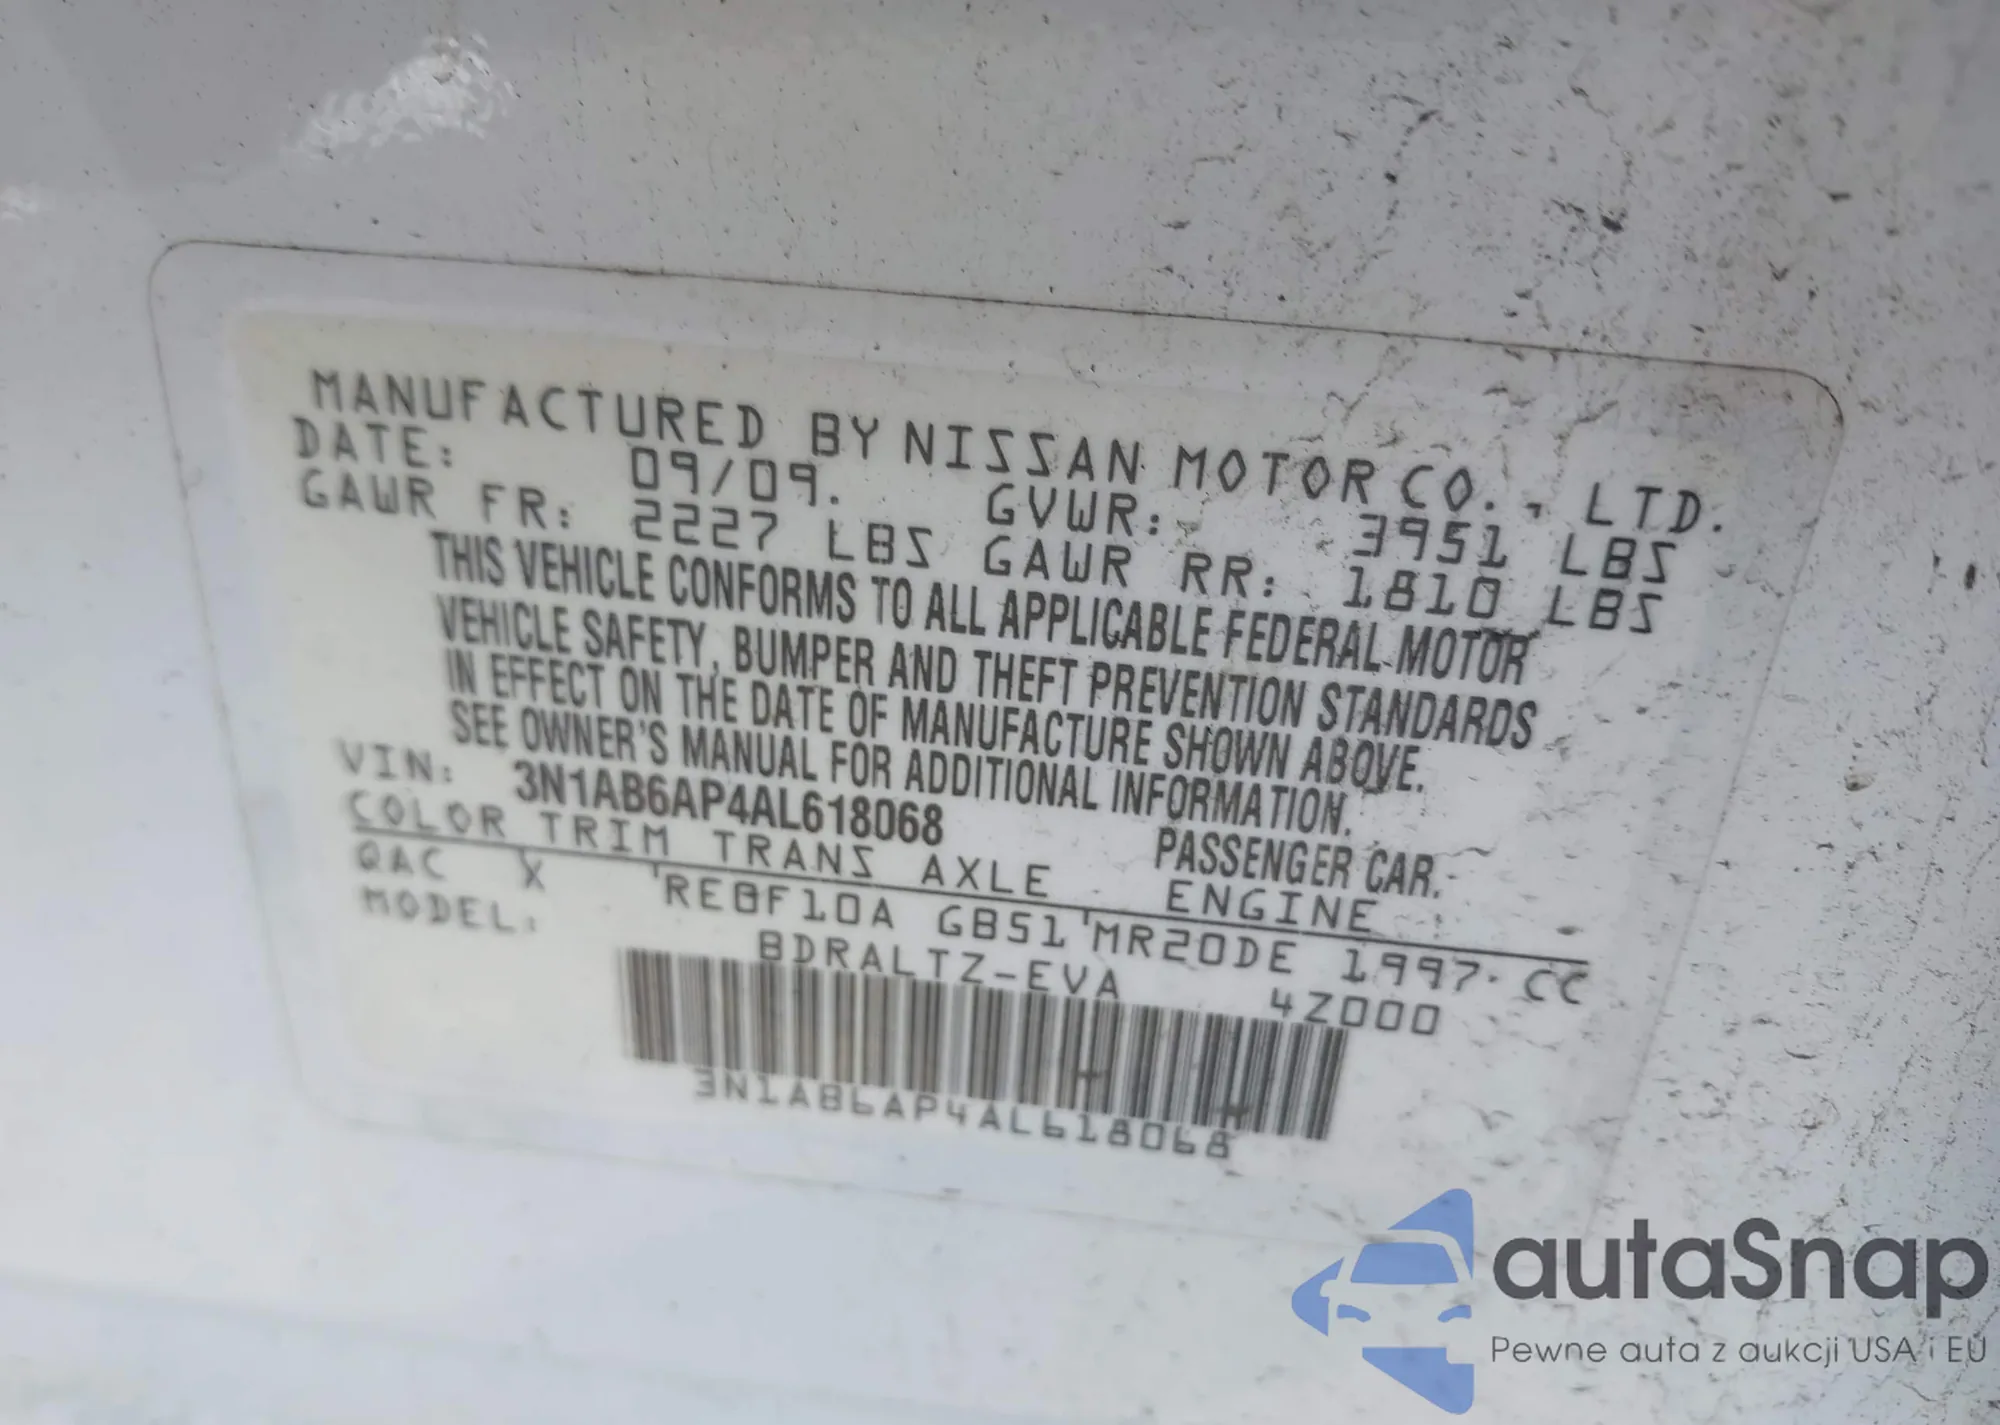 MANUFACTURED BY NISSAN MOTOR CO., LTD.
DATE: 09/09. GVWR: 3951 LBS
GAWR FR: 2227 LBS GAWR RR: 1810 LBS
THIS VEHICLE CONFORMS TO ALL APPLICABLE FEDERAL MOTOR
VEHICLE SAFETY, BUMPER AND THEFT PREVENTION STANDARDS
IN EFFECT ON THE DATE OF MANUFACTURE SHOWN ABOVE.
SEE OWNER'S MANUAL FOR ADDITIONAL INFORMATION.
VIN: 3N1AB6AP4AL618068 PASSENGER CAR.
COLOR TRIM TRANS AXLE ENGINE
QAC X RE8F10A GB51 MR20DE 1997 CC
MODEL: BDRALTZ-EVA 4Z000
3N1AB6AP4AL618068
autaSnap
Pewne auta z aukcji USA i EU